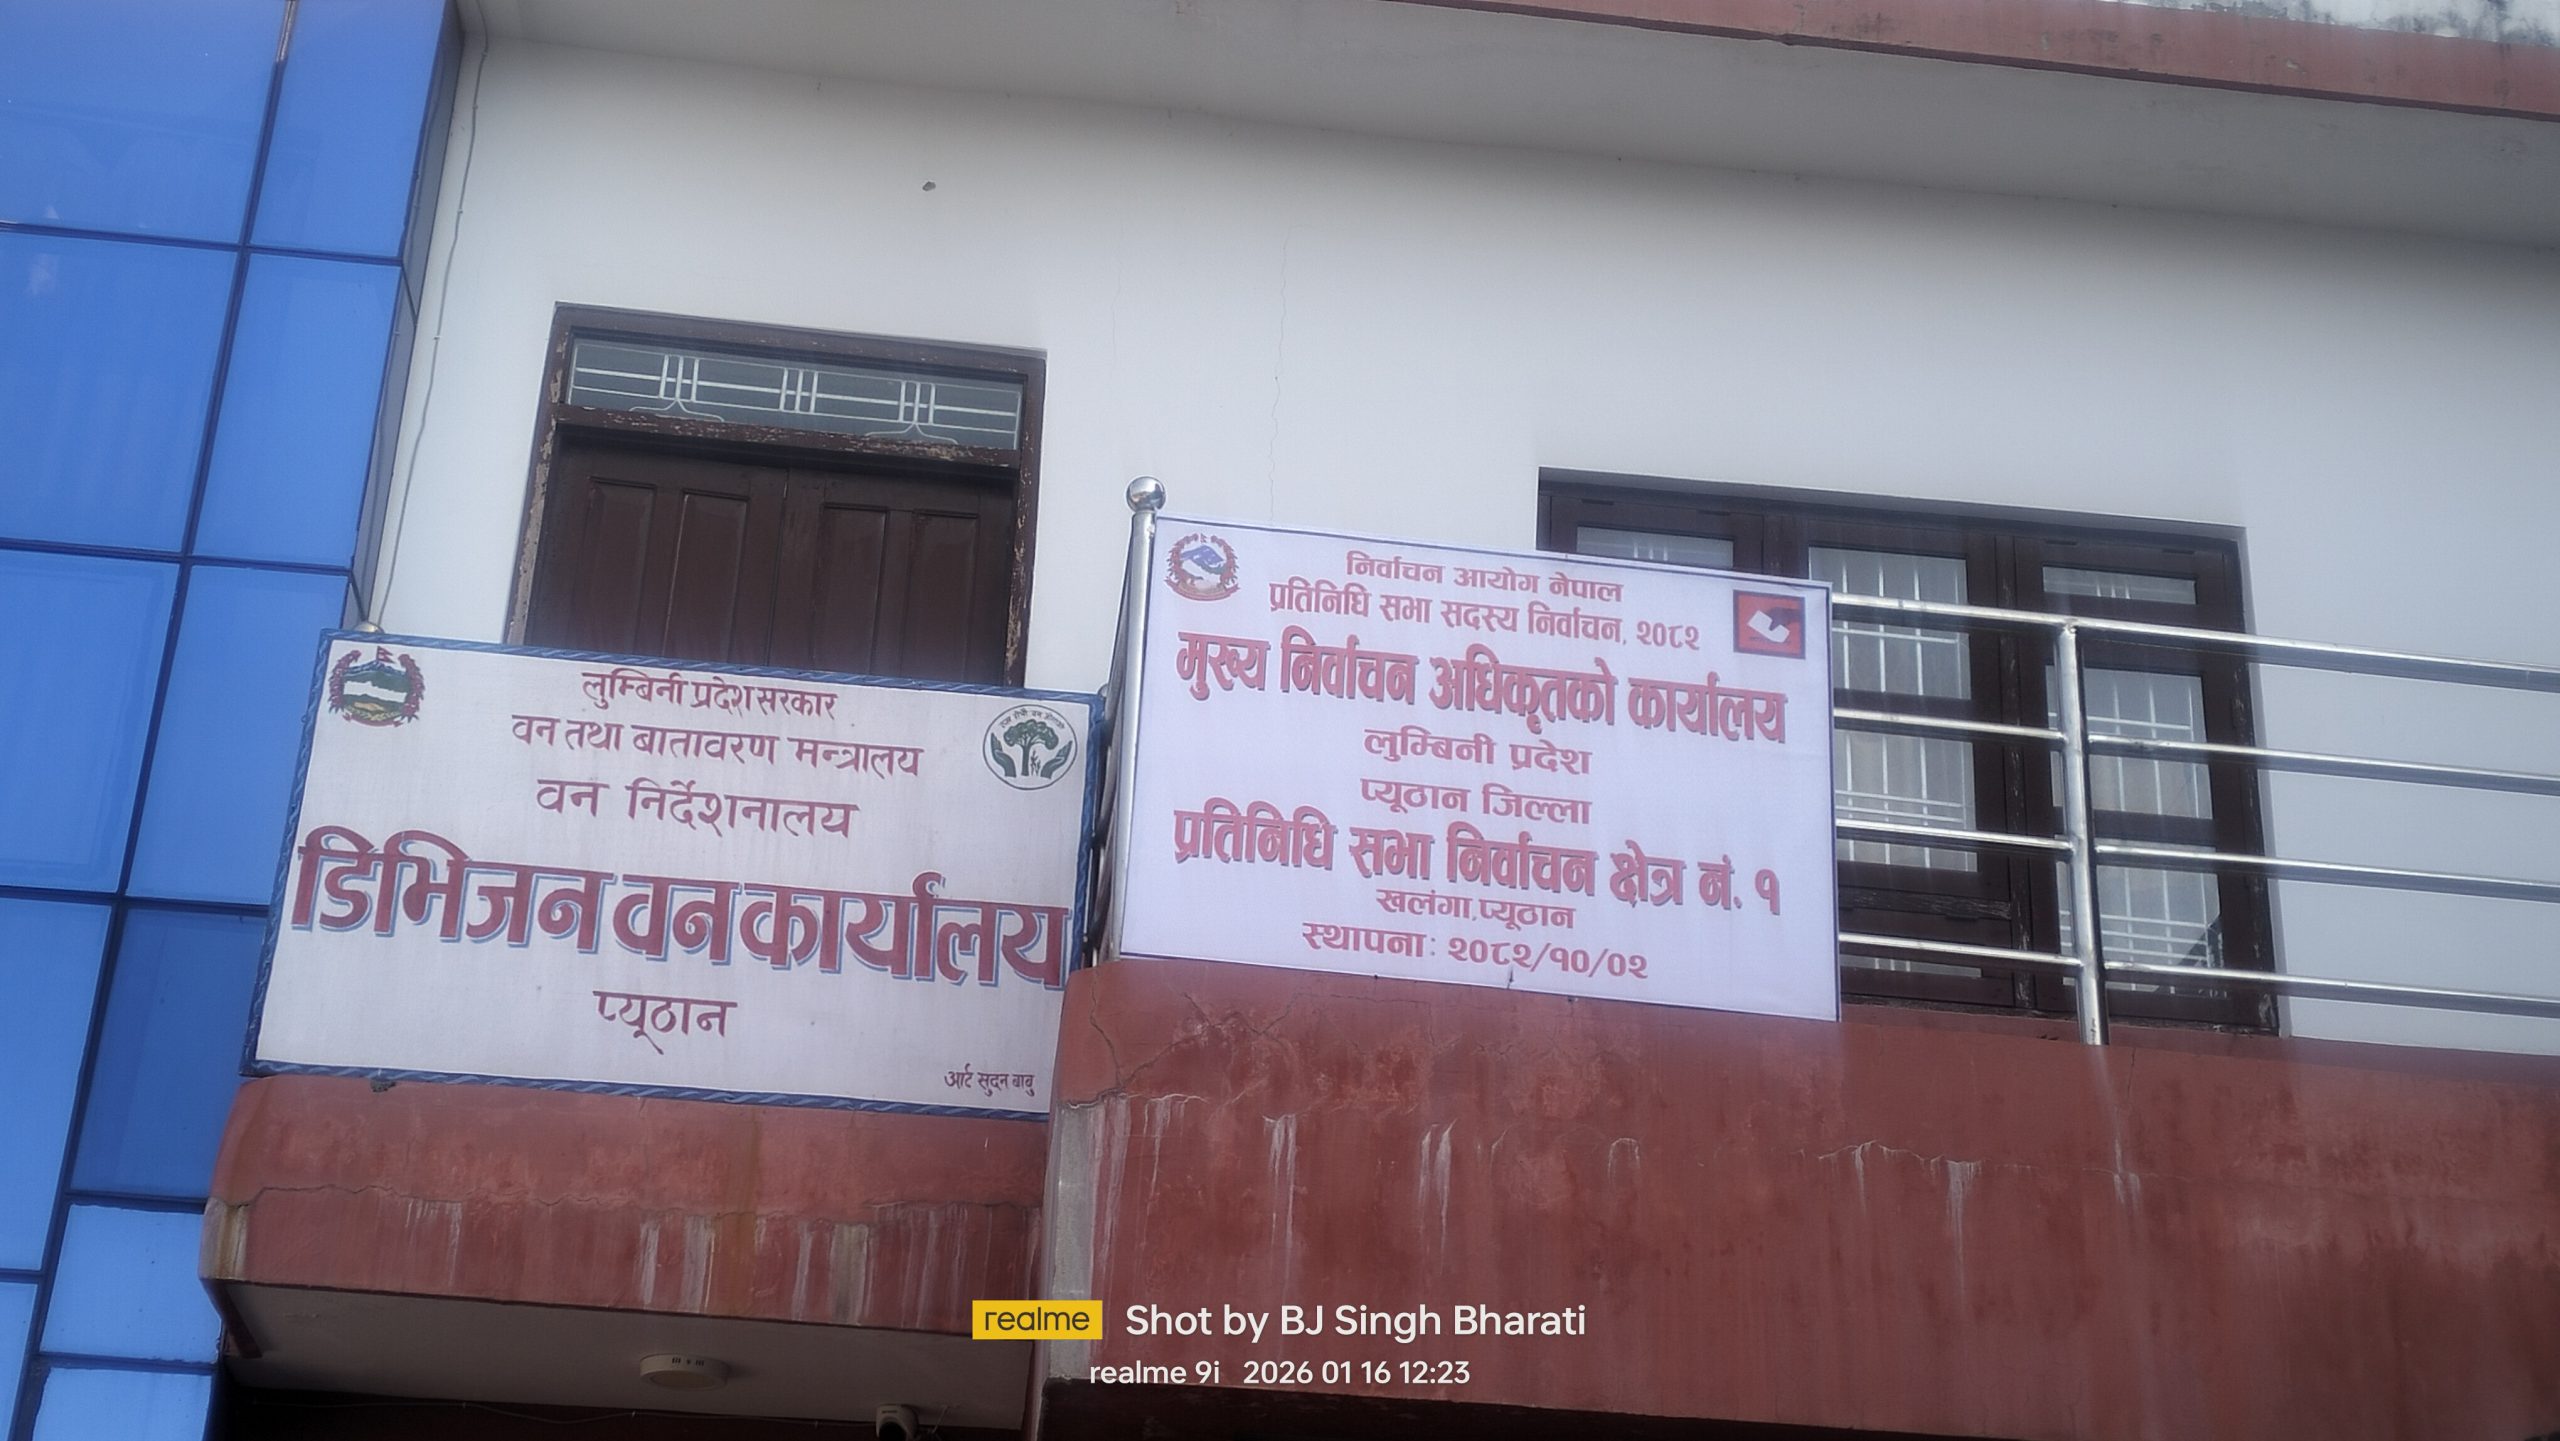 लुम्बिनी प्रदेश सरकार
वन तथा बातावरण मन्त्रालय
वन निर्देशनालय
डिभिजन वन कार्यालय
प्यूठान
आर्ट सुदन बाबु
निर्वाचन आयोग नेपाल
प्रतिनिधि सभा सदस्य निर्वाचन, २०८२
मुख्य निर्वाचन अधिकृतको कार्यालय
लुम्बिनी प्रदेश
प्यूठान जिल्ला
प्रतिनिधि सभा निर्वाचन क्षेत्र नं. १
खलंगा,प्यूठान
स्थापना: २०८२/१०/०२
realme Shot by BJ Singh Bharati
realme 9i 2026 01 16 12:23